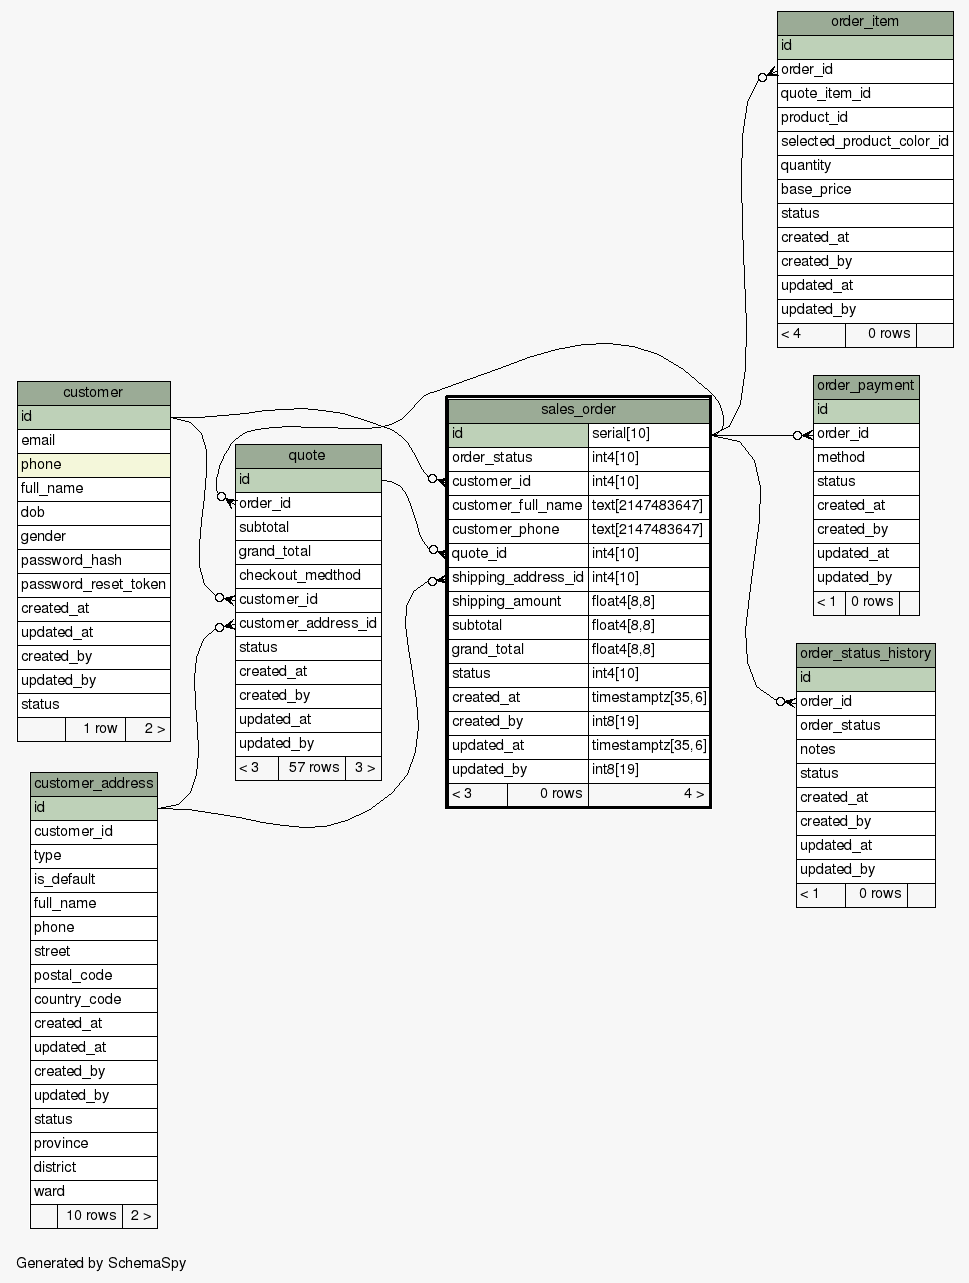 order_item
id
order_id
quote_item_id
product_id
selected_product_color_id
quantity
base_price
status
created_at
created_by
updated_at
updated_by
< 4 0 rows
customer
id
email
phone
full_name
dob
gender
password_hash
password_reset_token
created_at
updated_at
created_by
updated_by
status
1 row 2 >
quote
id
order_id
subtotal
grand_total
checkout_medthod
customer_id
customer_address_id
status
created_at
created_by
updated_at
updated_by
< 3 57 rows 3 >
sales_order
id serial[10]
order_status int4[10]
customer_id int4[10]
customer_full_name text[2147483647]
customer_phone text[2147483647]
quote_id int4[10]
shipping_address_id int4[10]
shipping_amount float4[8,8]
subtotal float4[8,8]
grand_total float4[8,8]
status int4[10]
created_at timestamptz[35,6]
created_by int8[19]
updated_at timestamptz[35,6]
updated_by int8[19]
< 3 0 rows 4 >
order_payment
id
order_id
method
status
created_at
created_by
updated_at
updated_by
< 1 0 rows
order_status_history
id
order_id
order_status
notes
status
created_at
created_by
updated_at
updated_by
< 1 0 rows
customer_address
id
customer_id
type
is_default
full_name
phone
street
postal_code
country_code
created_at
updated_at
created_by
updated_by
status
province
district
ward
10 rows 2 >
Generated by SchemaSpy